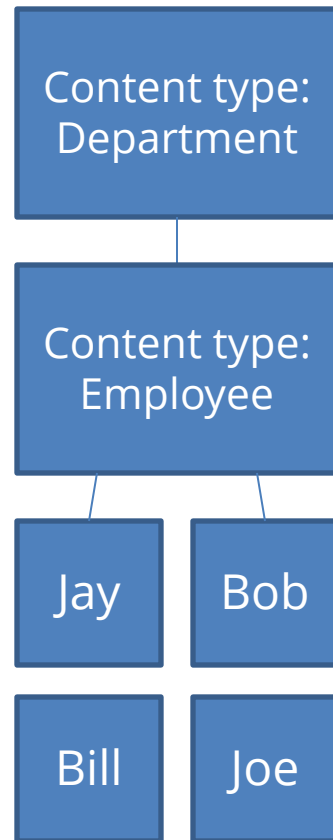 Content type:
Department
Content type:
Employee
Jay
Bob
Bill
Joe